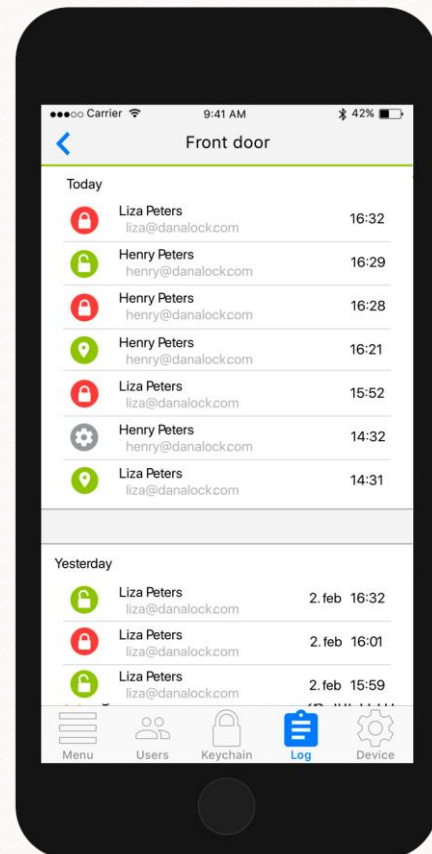 Carrier 9:41 AM 42%
Front door
Today
Liza Peters
liza@danalock.com
16:32
Henry Peters
henry@danalock.com
16:29
Henry Peters
henry@danalock.com
16:28
Henry Peters
henry@danalock.com
16:21
Liza Peters
liza@danalock.com
15:52
Henry Peters
henry@danalock.com
14:32
Liza Peters
liza@danalock.com
14:31
Yesterday
Liza Peters
liza@danalock.com
2. feb 16:32
Liza Peters
liza@danalock.com
2. feb 16:01
Liza Peters
liza@danalock.com
2. feb 15:59
Menu Users Keychain Log Device